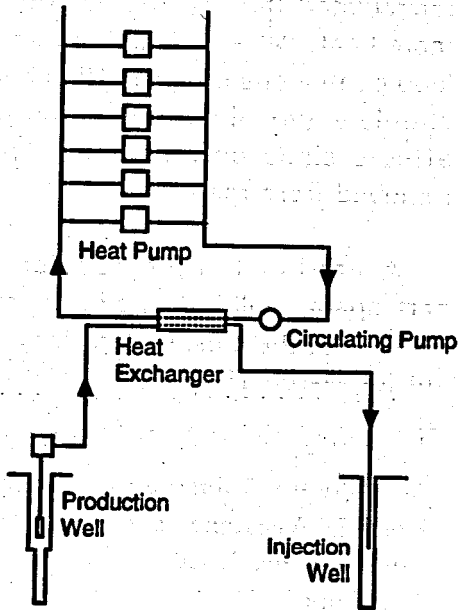 Heat Pump
Heat
Exchanger
Circulating Pump
Production
Well
Injection
Well